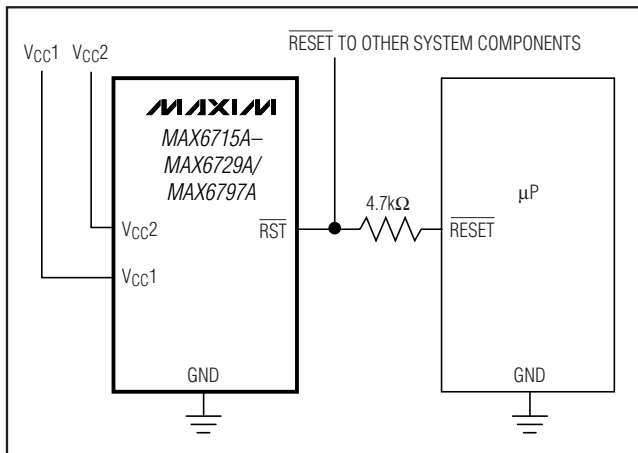 RESET TO OTHER SYSTEM COMPONENTS
VCC1 VCC2
MAXIM
MAX6715A–
MAX6729A/
MAX6797A
μP
4.7kΩ
VCC2
RST
RESET
VCC1
GND
GND